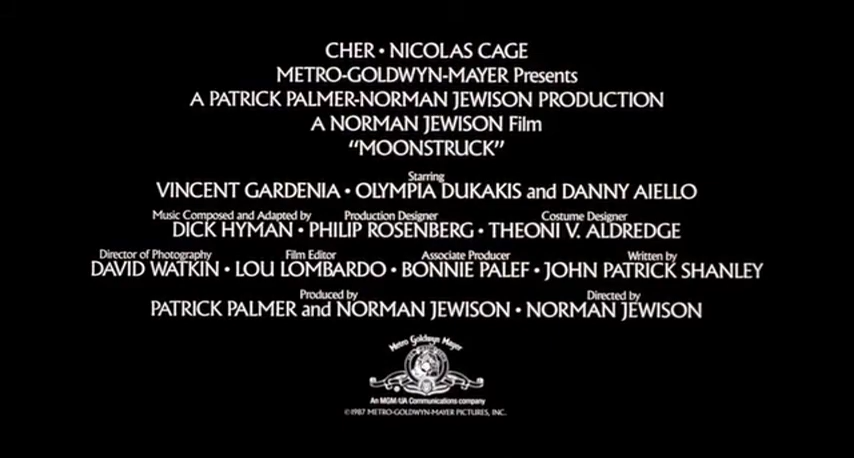 CHER • NICOLAS CAGE
METRO-GOLDWYN-MAYER Presents
A PATRICK PALMER-NORMAN JEWISON PRODUCTION
A NORMAN JEWISON Film
“MOONSTRUCK”
Starring
VINCENT GARDENIA • OLYMPIA DUKAKIS and DANNY AIELLO
Music Composed and Adapted by Production Designer Costume Designer
DICK HYMAN • PHILIP ROSENBERG • THEONI V. ALDREDGE
Director of Photography Film Editor Associate Producer Written by
DAVID WATKIN • LOU LOMBARDO • BONNIE PALEF • JOHN PATRICK SHANLEY
Produced by Directed by
PATRICK PALMER and NORMAN JEWISON • NORMAN JEWISON
Metro Goldwyn Mayer
An MGM/UA Communications company
©1987 METRO-GOLDWYN-MAYER PICTURES, INC.